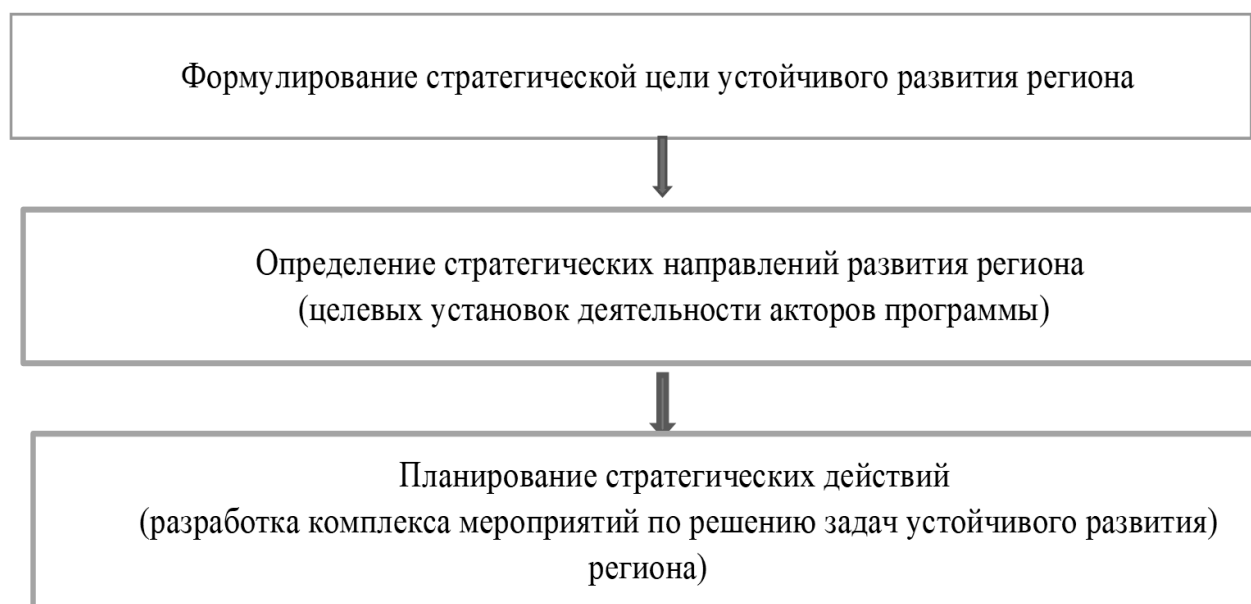 Формулирование стратегической цели устойчивого развития региона
Определение стратегических направлений развития региона
(целевых установок деятельности акторов программы)
Планирование стратегических действий
(разработка комплекса мероприятий по решению задач устойчивого развития)
региона)